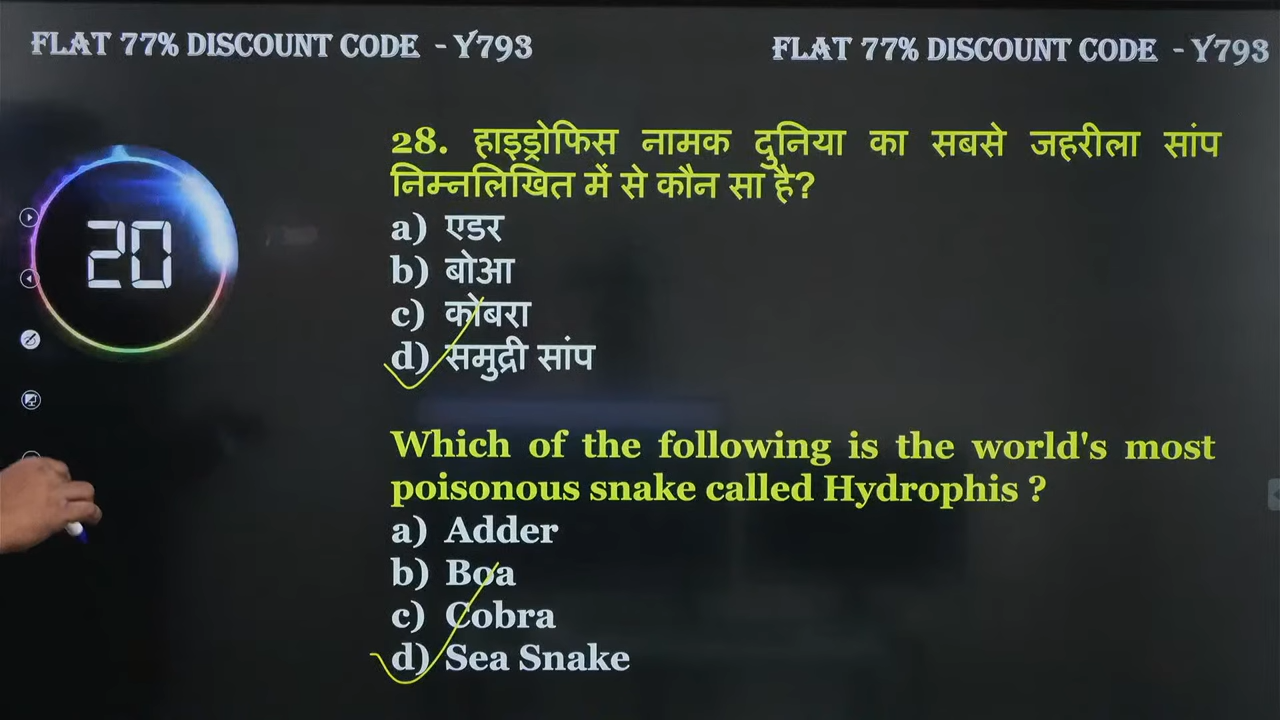 FLAT 77% DISCOUNT CODE - Y793
FLAT 77% DISCOUNT CODE - Y793
28. हाइड्रोफिस नामक दुनिया का सबसे जहरीला सांप
निम्नलिखित में से कौन सा है?
a) एडर
b) बोआ
c) कोबरा
d) समुद्री सांप
20
Which of the following is the world's most
poisonous snake called Hydrophis ?
a) Adder
b) Boa
c) Cobra
d) Sea Snake